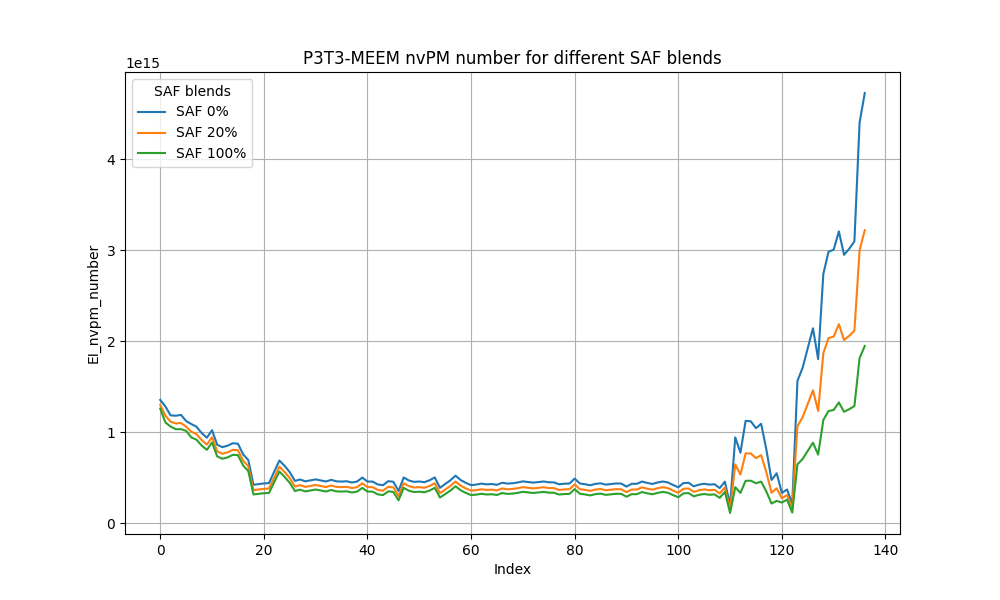 P3T3-MEEM nvPM number for different SAF blends
1e15
SAF blends
SAF 0%
SAF 20%
SAF 100%
4
3
2
1
0
EI_nvpm_number
0 20 40 60 80 100 120 140
Index